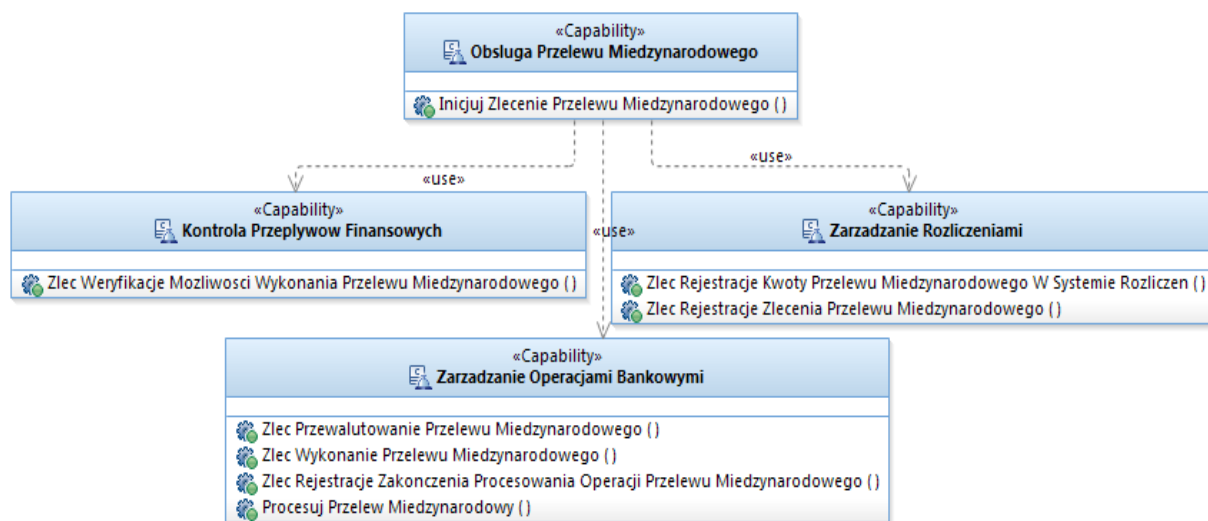 «Capability»
Obsluga Przelewu Miedzynarodowego
Inicjuj Zlecenie Przelewu Miedzynarodowego ( )
«use»
«use»
«use»
«Capability»
Kontrola Przeplywow Finansowych
Zlec Weryfikacje Mozliwosci Wykonania Przelewu Miedzynarodowego ( )
«Capability»
Zarzadzanie Rozliczeniami
Zlec Rejestracje Kwoty Przelewu Miedzynarodowego W Systemie Rozliczen ( )
Zlec Rejestracje Zlecenia Przelewu Miedzynarodowego ( )
«Capability»
Zarzadzanie Operacjami Bankowymi
Zlec Przewalutowanie Przelewu Miedzynarodowego ( )
Zlec Wykonanie Przelewu Miedzynarodowego ( )
Zlec Rejestracje Zakonczenia Procesowania Operacji Przelewu Miedzynarodowego ( )
Procesuj Przelew Miedzynarodowy ( )